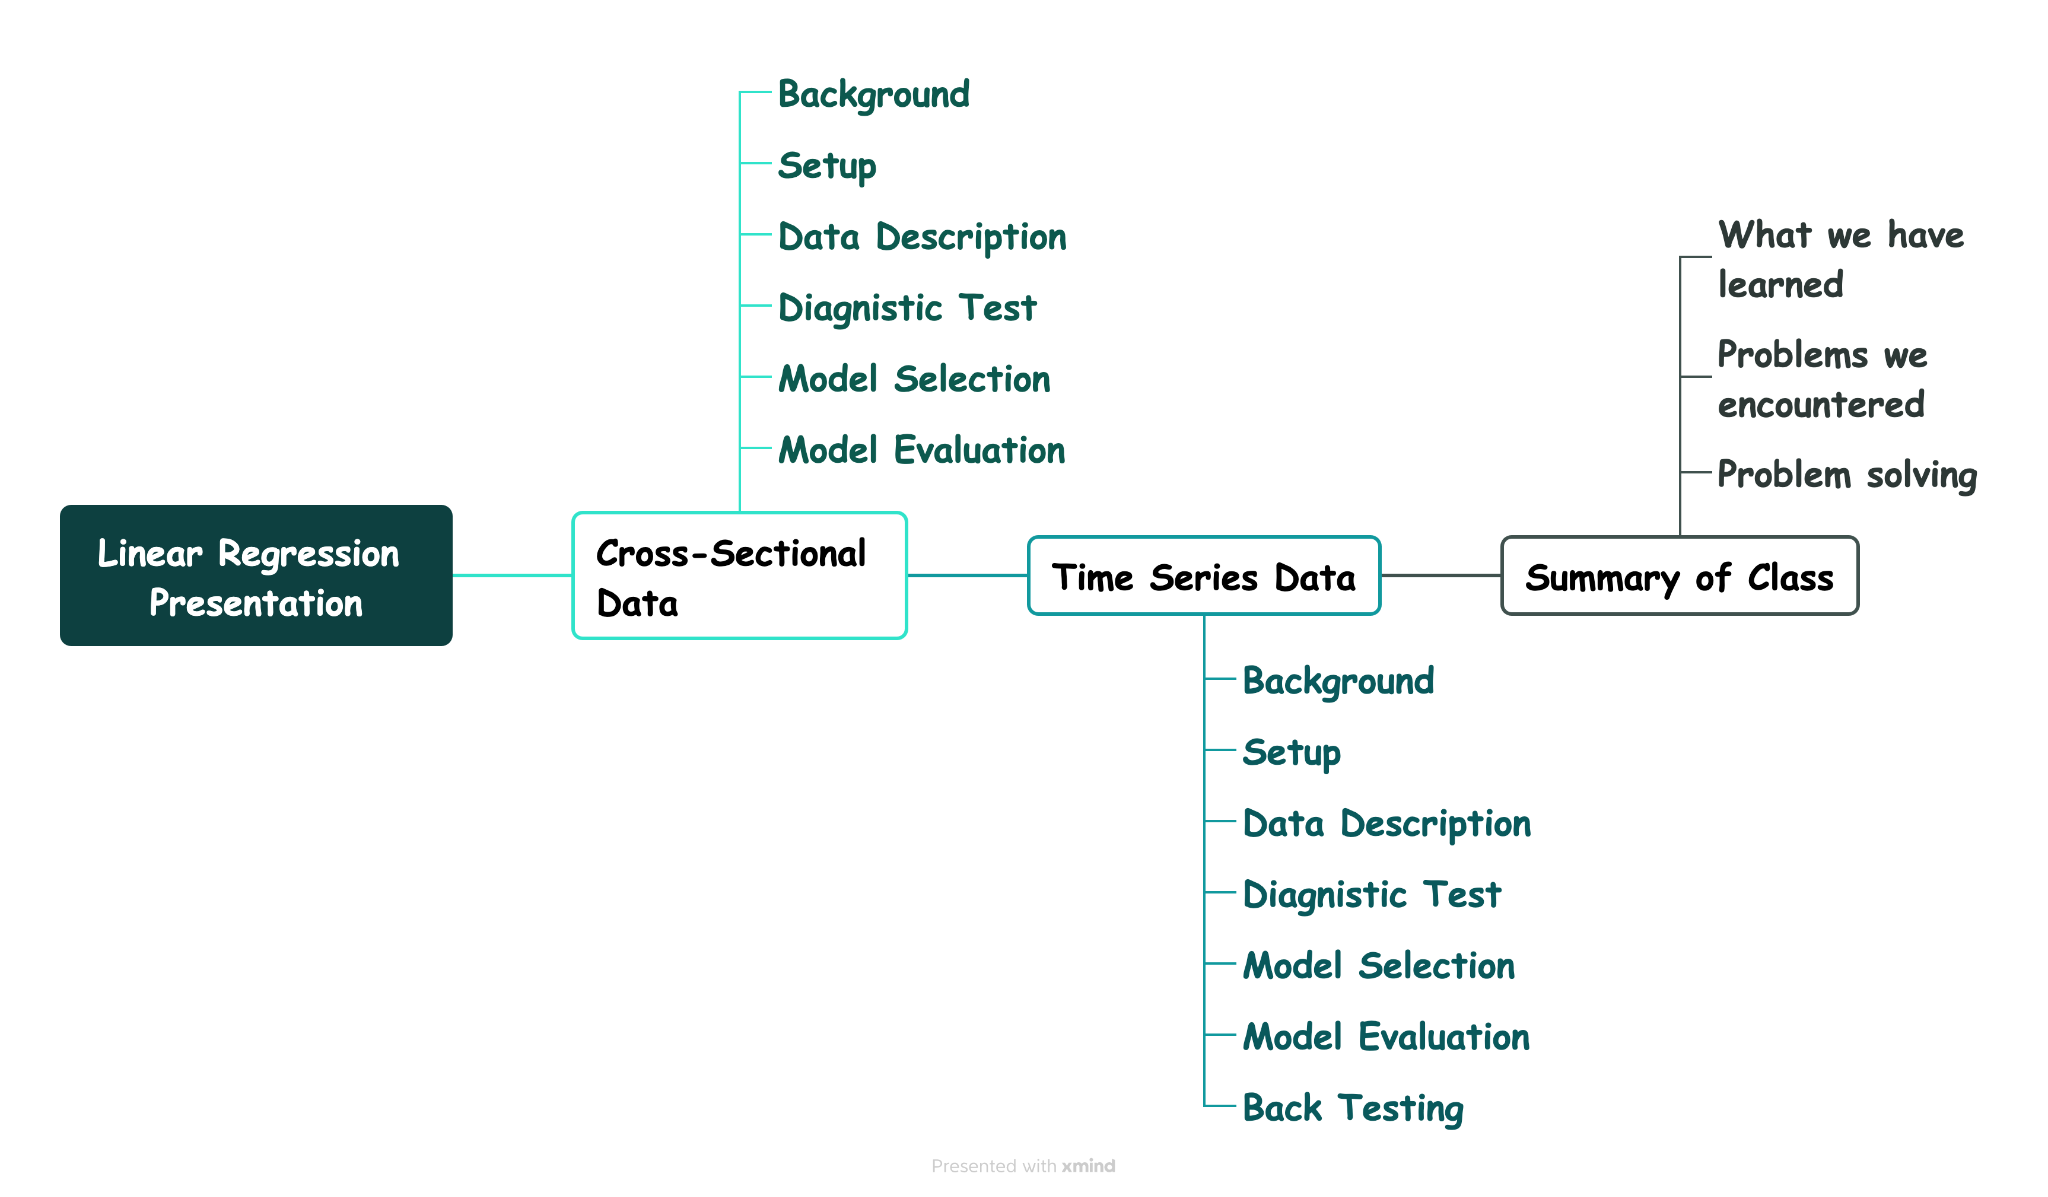 Linear Regression
Presentation
Cross-Sectional
Data
Background
Setup
Data Description
Diagnostic Test
Model Selection
Model Evaluation
Time Series Data
Background
Setup
Data Description
Diagnostic Test
Model Selection
Model Evaluation
Back Testing
Summary of Class
What we have
learned
Problems we
encountered
Problem solving
Presented with xmind